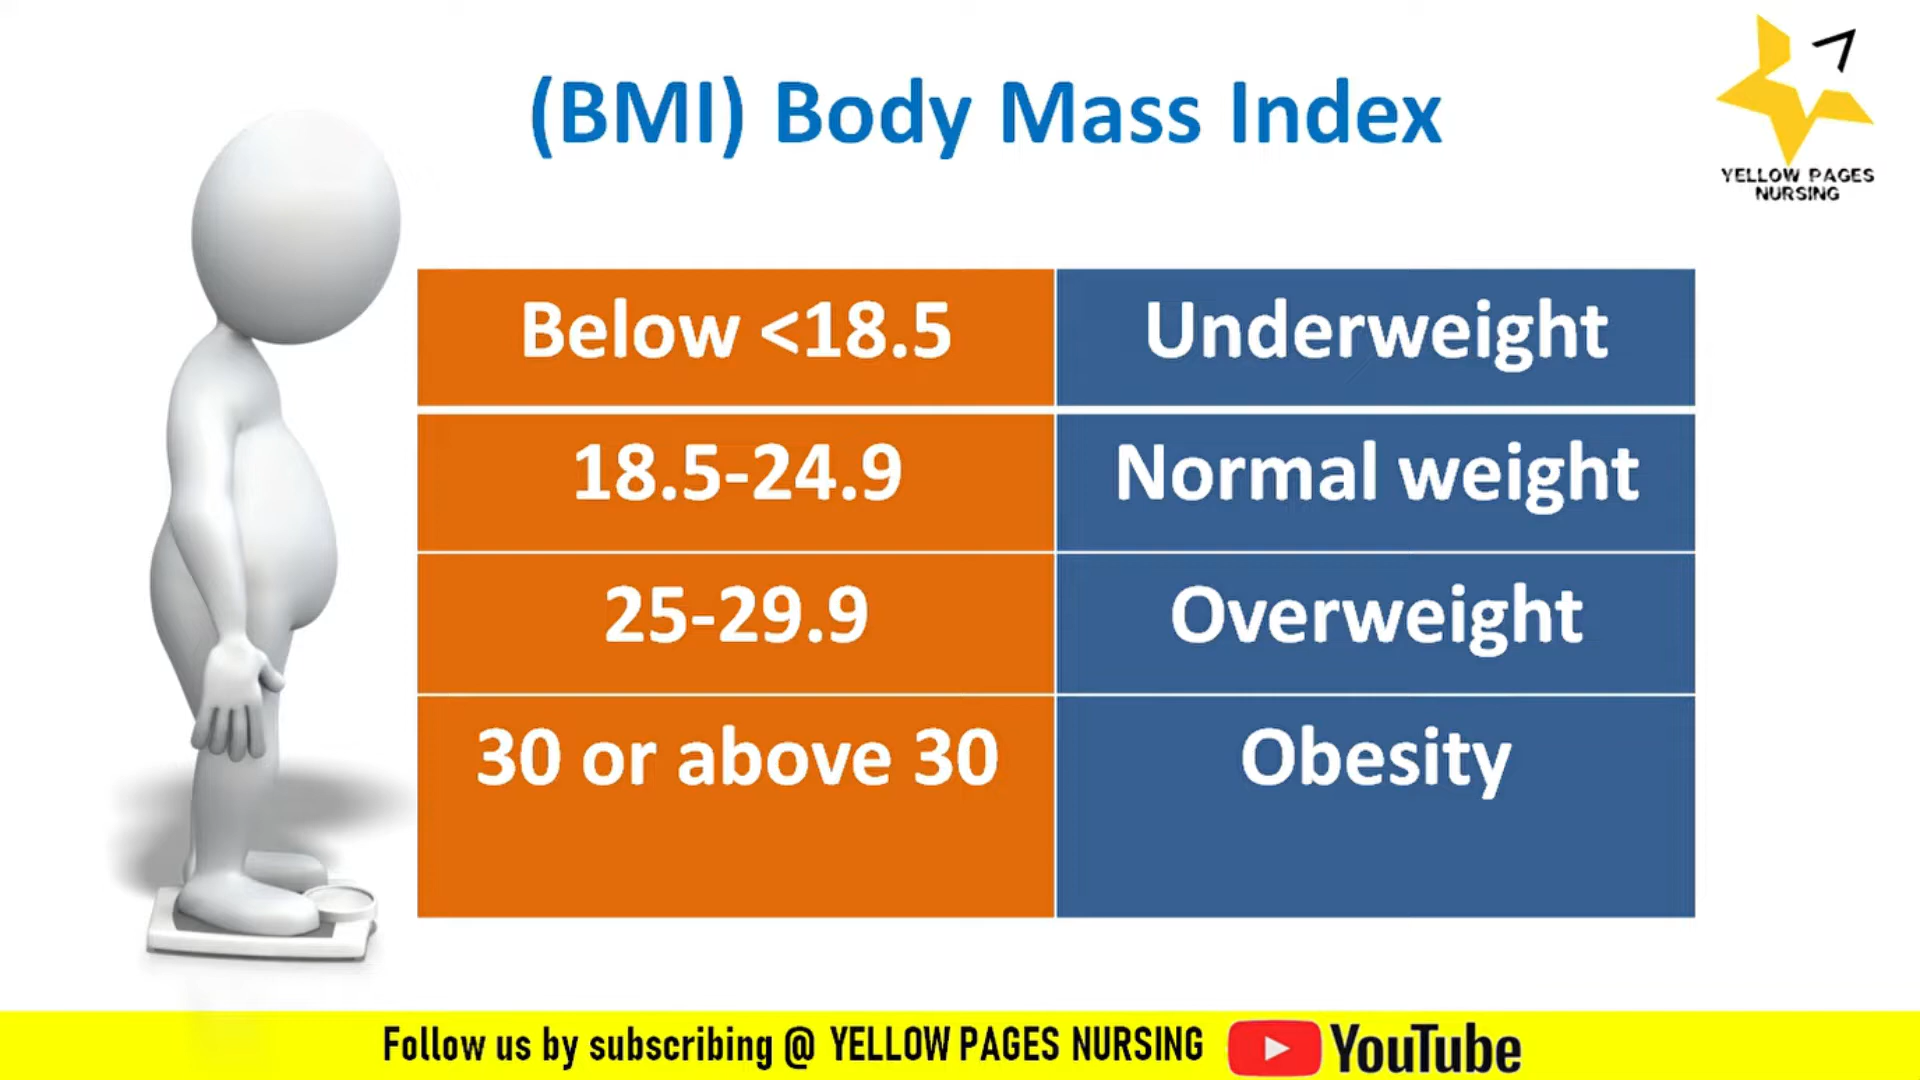 (BMI) Body Mass Index
YELLOW PAGES
NURSING
Below <18.5 Underweight
18.5-24.9 Normal weight
25-29.9 Overweight
30 or above 30 Obesity
Follow us by subscribing @ YELLOW PAGES NURSING YouTube